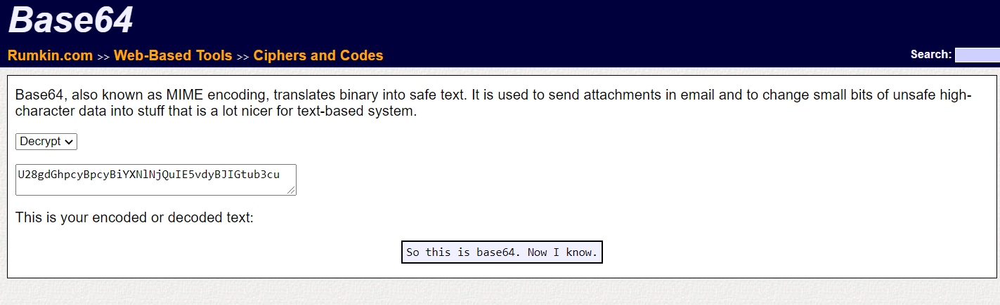 Base64
Rumkin.com >> Web-Based Tools >> Ciphers and Codes
Search:
Base64, also known as MIME encoding, translates binary into safe text. It is used to send attachments in email and to change small bits of unsafe high-
character data into stuff that is a lot nicer for text-based system.
Decrypt
U28gdGhpcyBpcyBiYXNlNjQuIE5vdyBJIGtub3cu
This is your encoded or decoded text:
So this is base64. Now I know.